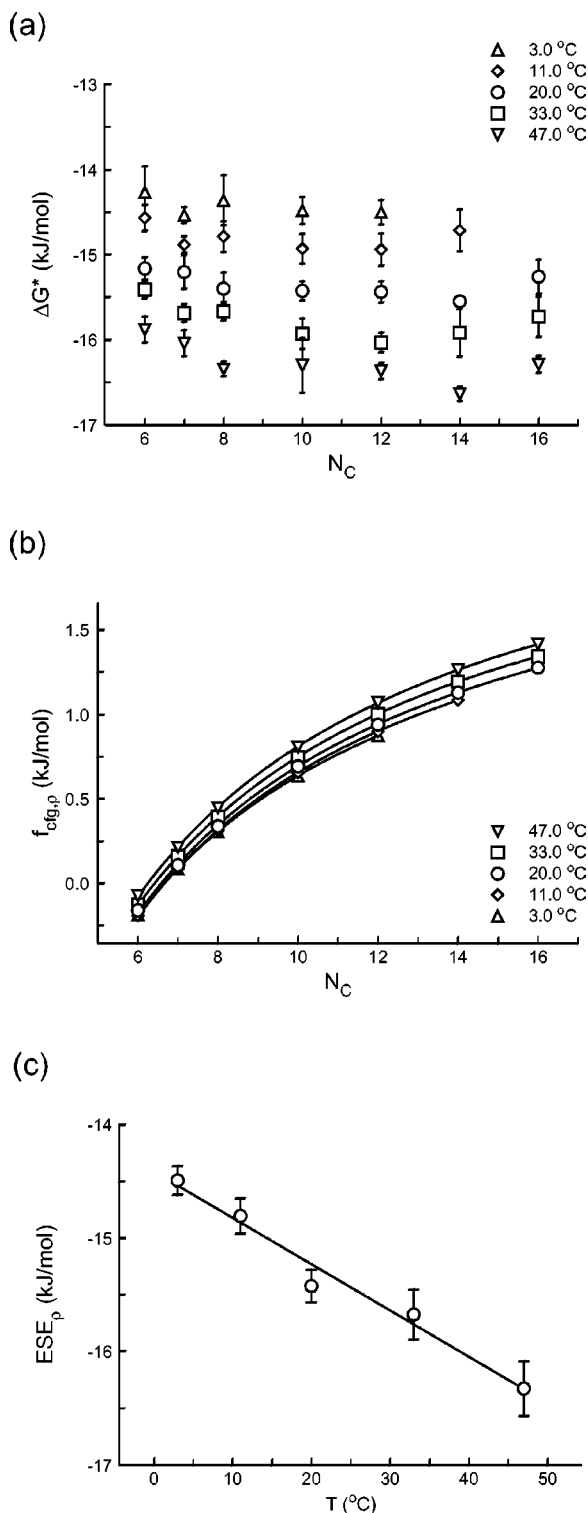 (a)
3.0 °C
11.0 °C
20.0 °C
33.0 °C
47.0 °C
-13
-14
-15
-16
-17
ΔG* (kJ/mol)
6 8 10 12 14 16
N_C
(b)
1.5
1.0
0.5
0.0
f_cfg,ρ (kJ/mol)
47.0 °C
33.0 °C
20.0 °C
11.0 °C
3.0 °C
6 8 10 12 14 16
N_C
(c)
-14
-15
-16
-17
ESE_ρ (kJ/mol)
0 10 20 30 40 50
T (°C)